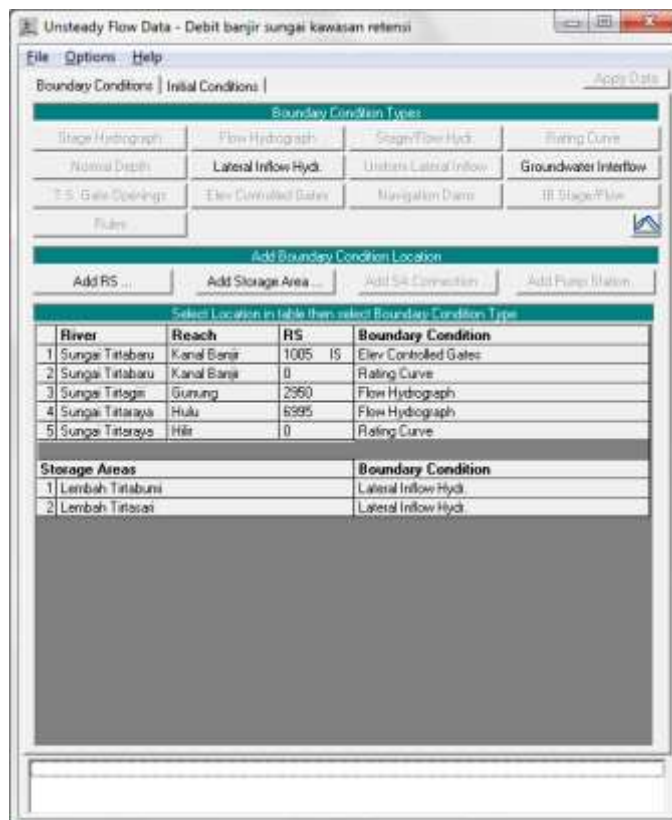 Unsteady Flow Data - Debit banjir sungai kawasan retensi
File Options Help
Boundary Conditions | Initial Conditions | Apply Data
Boundary Condition Types
Stage Hydrograph Flow Hydrograph Stage/Flow Hydr. Rating Curve
Normal Depth Lateral Inflow Hydr. Uniform Lateral Inflow Groundwater Interflow
T.S. Gate Openings Elev Controlled Gates Navigation Dams IB Stage/Flow
Rules
Add Boundary Condition Location
Add RS ... Add Storage Area ... Add SA Connection ... Add Pump Station ...
Select Location in table then select Boundary Condition Type
River Reach RS Boundary Condition
1 Sungai Tirtabaru Kanal Banjir 1005 IS Elev Controlled Gates
2 Sungai Tirtabaru Kanal Banjir 0 Rating Curve
3 Sungai Tirtagiri Gunung 2950 Flow Hydrograph
4 Sungai Tirtaraya Hulu 6995 Flow Hydrograph
5 Sungai Tirtaraya Hilir 0 Rating Curve
Storage Areas Boundary Condition
1 Lembah Tirtabumi Lateral Inflow Hydr.
2 Lembah Tirtasari Lateral Inflow Hydr.